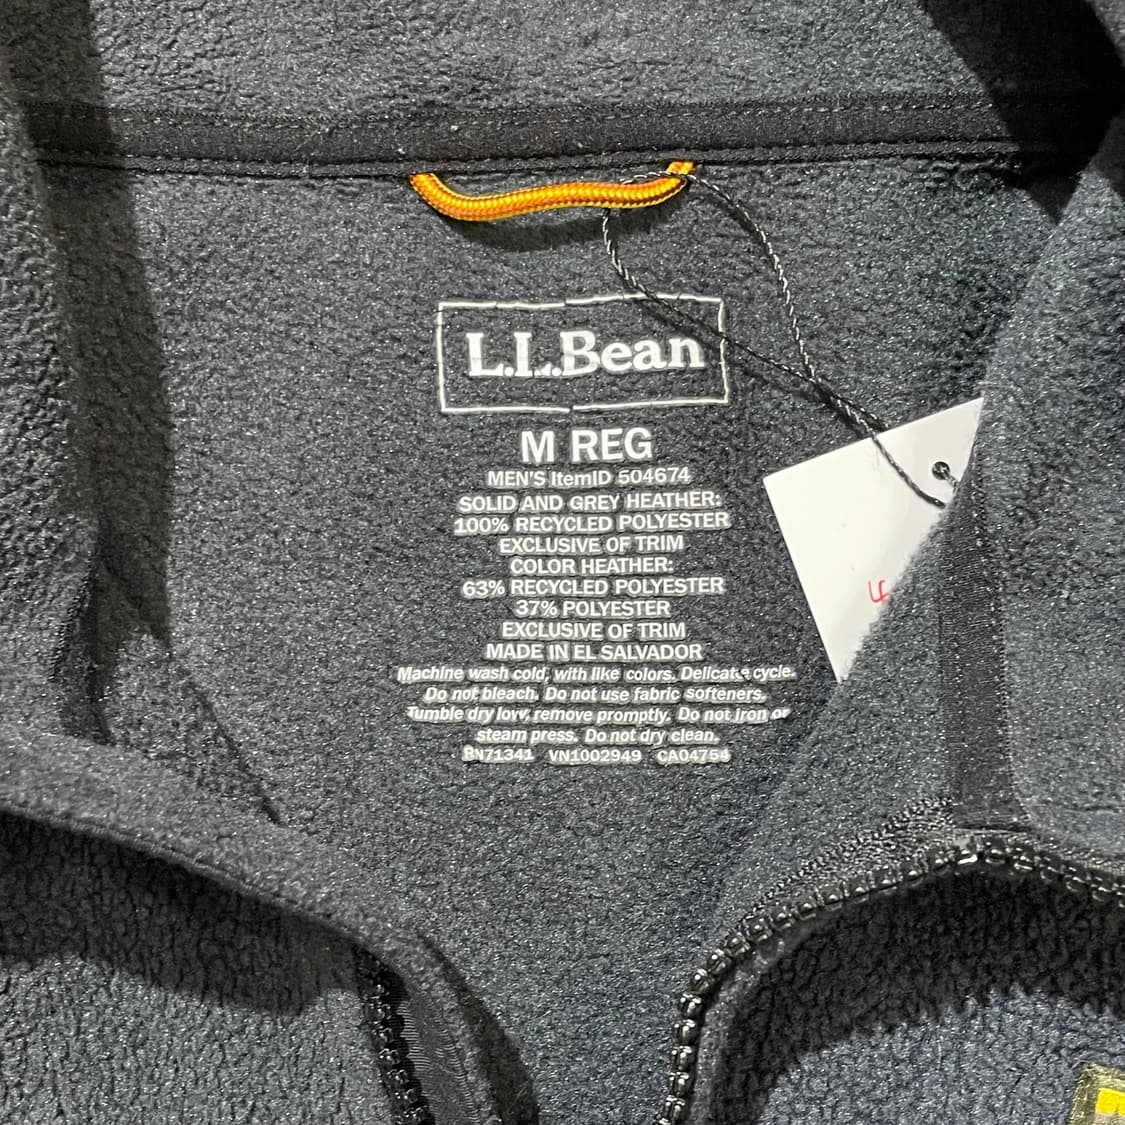 L.L.Bean
M REG
MEN'S ItemID 504674
SOLID AND GREY HEATHER:
100% RECYCLED POLYESTER
EXCLUSIVE OF TRIM
COLOR HEATHER:
63% RECYCLED POLYESTER
37% POLYESTER
EXCLUSIVE OF TRIM
MADE IN EL SALVADOR
Machine wash cold, with like colors. Delicate cycle.
Do not bleach. Do not use fabric softeners.
Tumble dry low, remove promptly. Do not iron or
steam press. Do not dry clean.
RN71341 VN1002949 CA04754